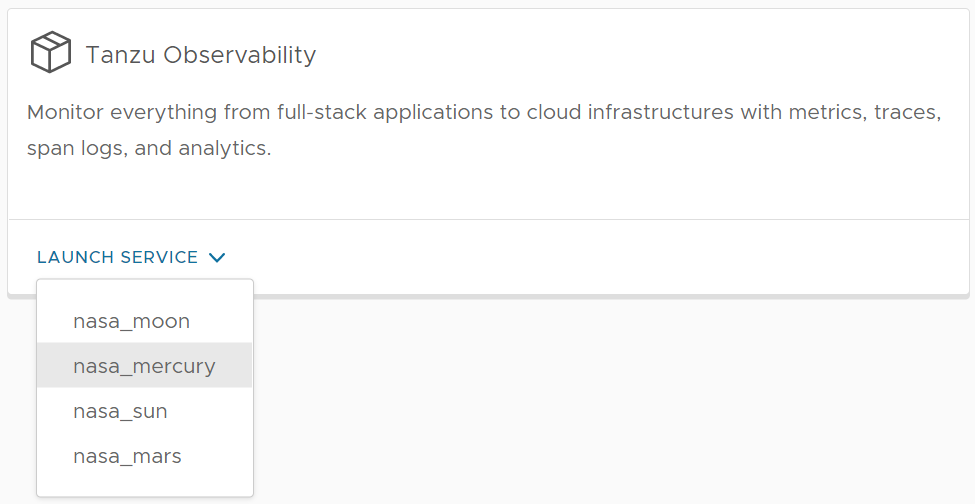 Tanzu Observability
Monitor everything from full-stack applications to cloud infrastructures with metrics, traces,
span logs, and analytics.
LAUNCH SERVICE
nasa_moon
nasa_mercury
nasa_sun
nasa_mars